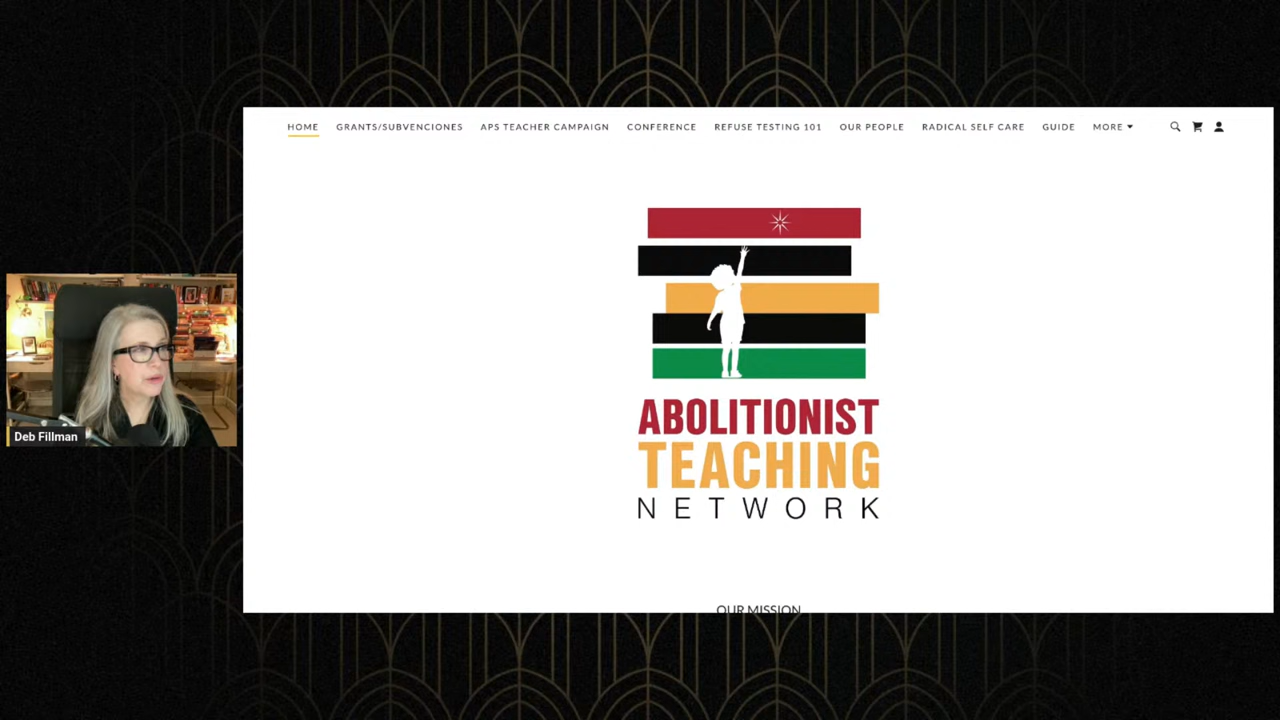 HOME GRANTS/SUBVENCIONES APS TEACHER CAMPAIGN CONFERENCE REFUSE TESTING 101 OUR PEOPLE RADICAL SELF CARE GUIDE MORE
ABOLITIONIST
TEACHING
NETWORK
Deb Fillman
OUR MISSION